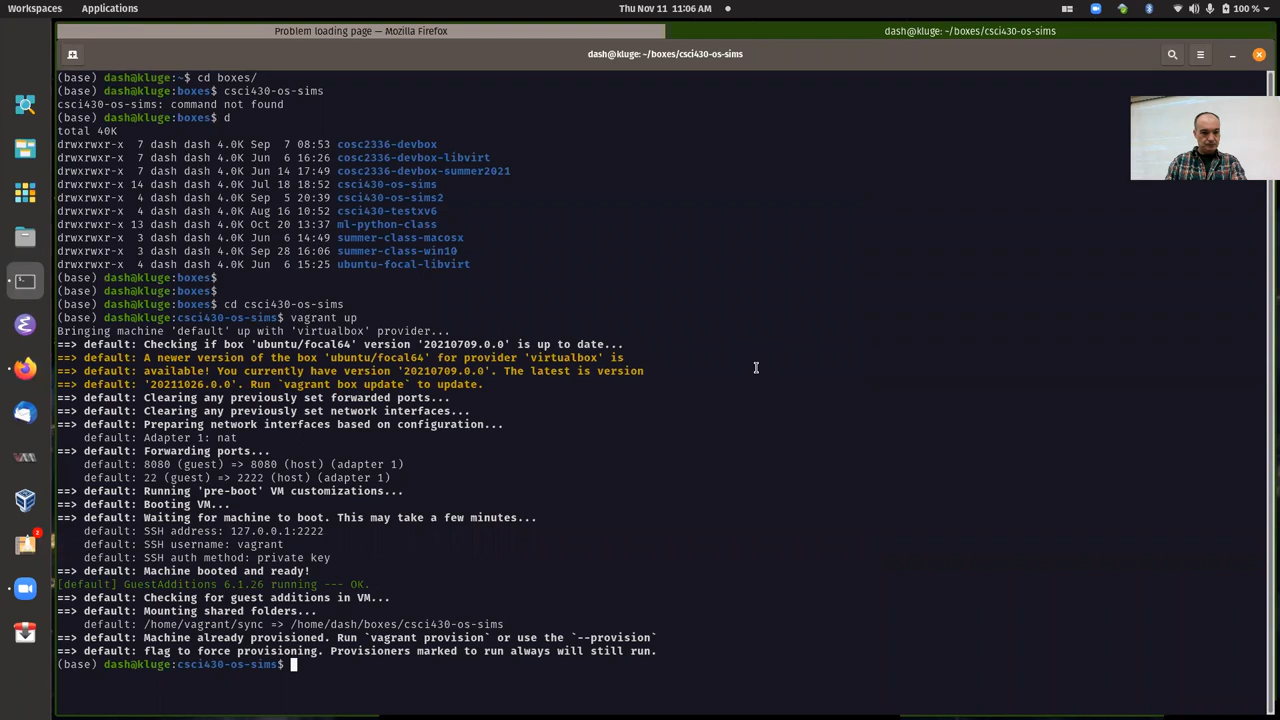 Workspaces Applications Thu Nov 11 11:06 AM 100 %
Problem loading page — Mozilla Firefox dash@kluge: ~/boxes/csci430-os-sims
dash@kluge: ~/boxes/csci430-os-sims
(base) dash@kluge:~$ cd boxes/
(base) dash@kluge:boxes$ csci430-os-sims
csci430-os-sims: command not found
(base) dash@kluge:boxes$ d
total 40K
drwxrwxr-x  7 dash dash 4.0K Sep  7 08:53 cosc2336-devbox
drwxrwxr-x  7 dash dash 4.0K Jun  6 16:26 cosc2336-devbox-libvirt
drwxrwxr-x  7 dash dash 4.0K Jun 14 17:49 cosc2336-devbox-summer2021
drwxrwxr-x 14 dash dash 4.0K Jul 18 18:52 csci430-os-sims
drwxrwxr-x  4 dash dash 4.0K Sep  5 20:39 csci430-os-sims2
drwxrwxr-x  4 dash dash 4.0K Aug 16 10:52 csci430-testxv6
drwxrwxr-x 13 dash dash 4.0K Oct 20 13:37 ml-python-class
drwxrwxr-x  3 dash dash 4.0K Jun  6 14:49 summer-class-macosx
drwxrwxr-x  3 dash dash 4.0K Sep 28 16:06 summer-class-win10
drwxrwxr-x  4 dash dash 4.0K Jun  6 15:25 ubuntu-focal-libvirt
(base) dash@kluge:boxes$
(base) dash@kluge:boxes$
(base) dash@kluge:boxes$ cd csci430-os-sims
(base) dash@kluge:csci430-os-sims$ vagrant up
Bringing machine 'default' up with 'virtualbox' provider...
==> default: Checking if box 'ubuntu/focal64' version '20210709.0.0' is up to date...
==> default: A newer version of the box 'ubuntu/focal64' for provider 'virtualbox' is
==> default: available! You currently have version '20210709.0.0'. The latest is version
==> default: '20211026.0.0'. Run `vagrant box update` to update.
==> default: Clearing any previously set forwarded ports...
==> default: Clearing any previously set network interfaces...
==> default: Preparing network interfaces based on configuration...
    default: Adapter 1: nat
==> default: Forwarding ports...
    default: 8080 (guest) => 8080 (host) (adapter 1)
    default: 22 (guest) => 2222 (host) (adapter 1)
==> default: Running 'pre-boot' VM customizations...
==> default: Booting VM...
==> default: Waiting for machine to boot. This may take a few minutes...
    default: SSH address: 127.0.0.1:2222
    default: SSH username: vagrant
    default: SSH auth method: private key
==> default: Machine booted and ready!
[default] GuestAdditions 6.1.26 running --- OK.
==> default: Checking for guest additions in VM...
==> default: Mounting shared folders...
    default: /home/vagrant/sync => /home/dash/boxes/csci430-os-sims
==> default: Machine already provisioned. Run `vagrant provision` or use the `--provision`
==> default: flag to force provisioning. Provisioners marked to run always will still run.
(base) dash@kluge:csci430-os-sims$